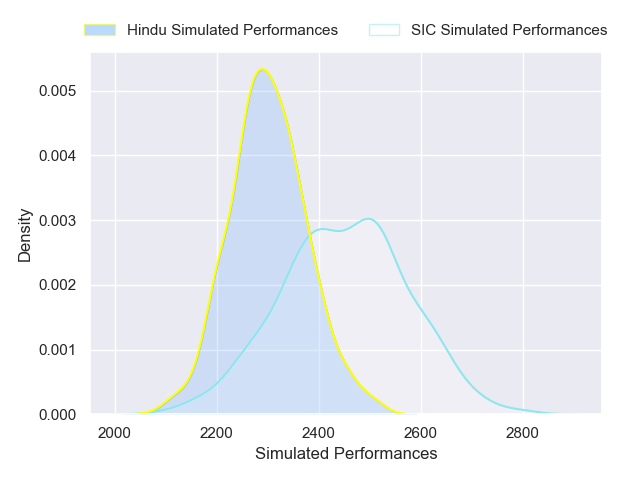 Hindu Simulated Performances SIC Simulated Performances
0.005
0.004
0.003
0.002
0.001
0.000
Density
2000 2200 2400 2600 2800
Simulated Performances